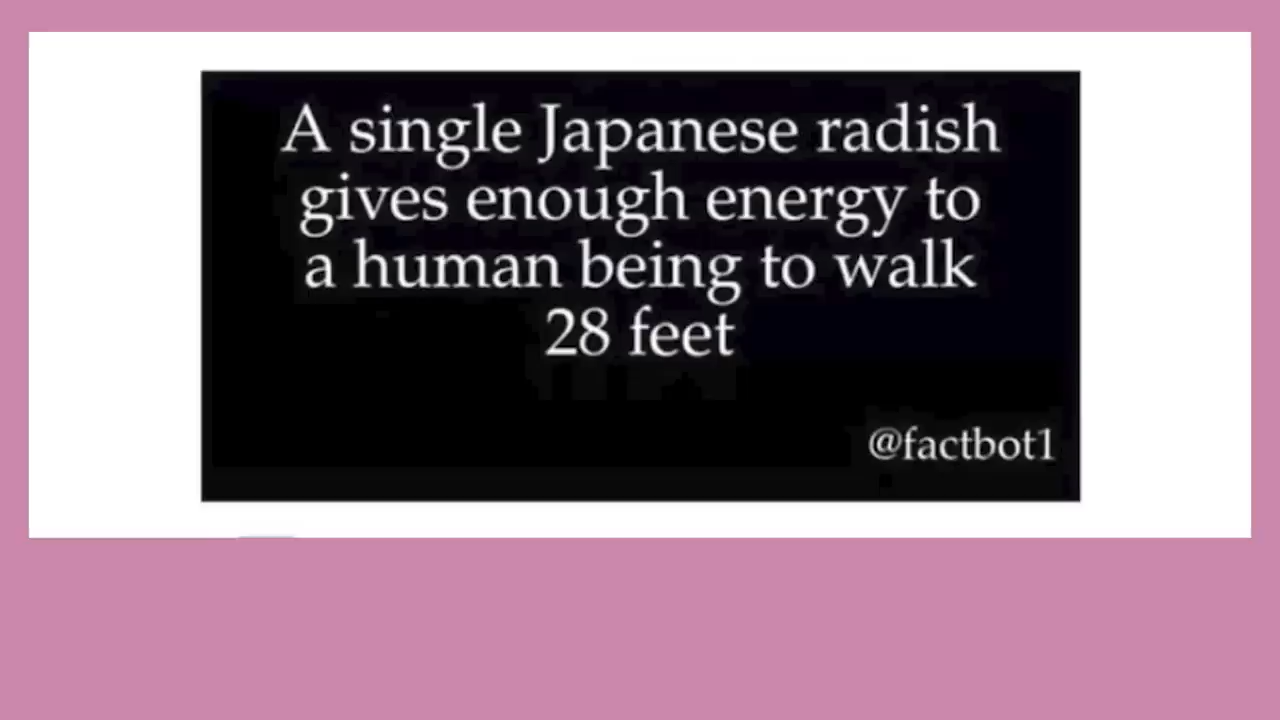 A single Japanese radish
gives enough energy to
a human being to walk
28 feet
@factbot1